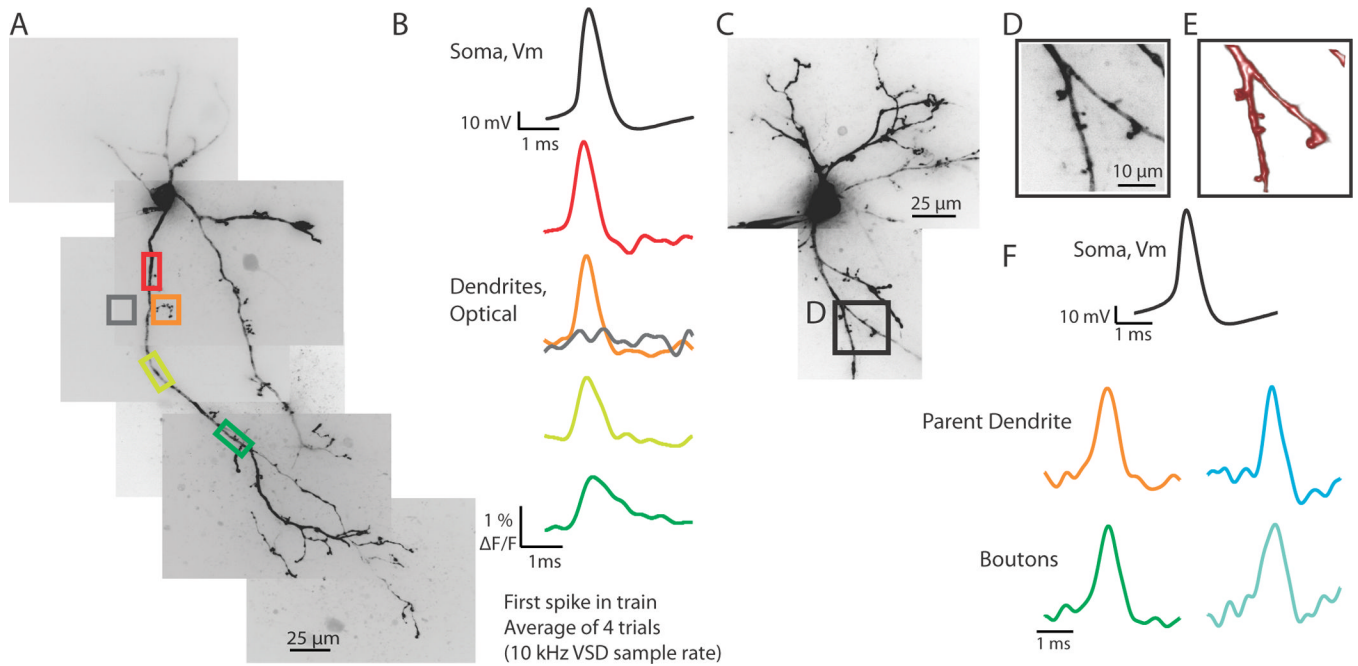 A
25 µm
B
Soma, Vm
10 mV
1 ms
Dendrites,
Optical
1 %
ΔF/F
1ms
First spike in train
Average of 4 trials
(10 kHz VSD sample rate)
C
25 µm
D
D
10 µm
E
F
Soma, Vm
10 mV
1 ms
Parent Dendrite
Boutons
1 ms